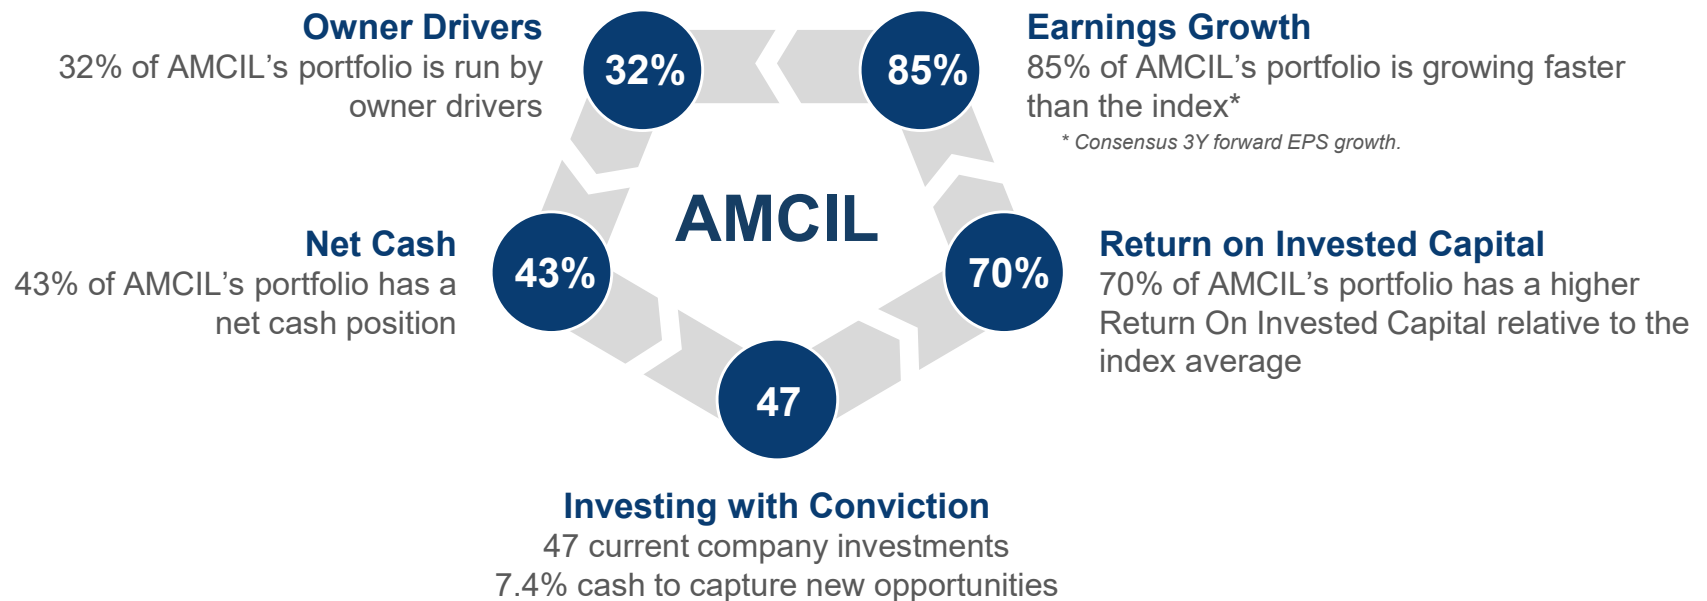 Owner Drivers
32% of AMCIL’s portfolio is run by
owner drivers
32%
85%
Earnings Growth
85% of AMCIL’s portfolio is growing faster
than the index*
* Consensus 3Y forward EPS growth.
AMCIL
Net Cash
43% of AMCIL’s portfolio has a
net cash position
43%
70%
Return on Invested Capital
70% of AMCIL’s portfolio has a higher
Return On Invested Capital relative to the
index average
47
Investing with Conviction
47 current company investments
7.4% cash to capture new opportunities